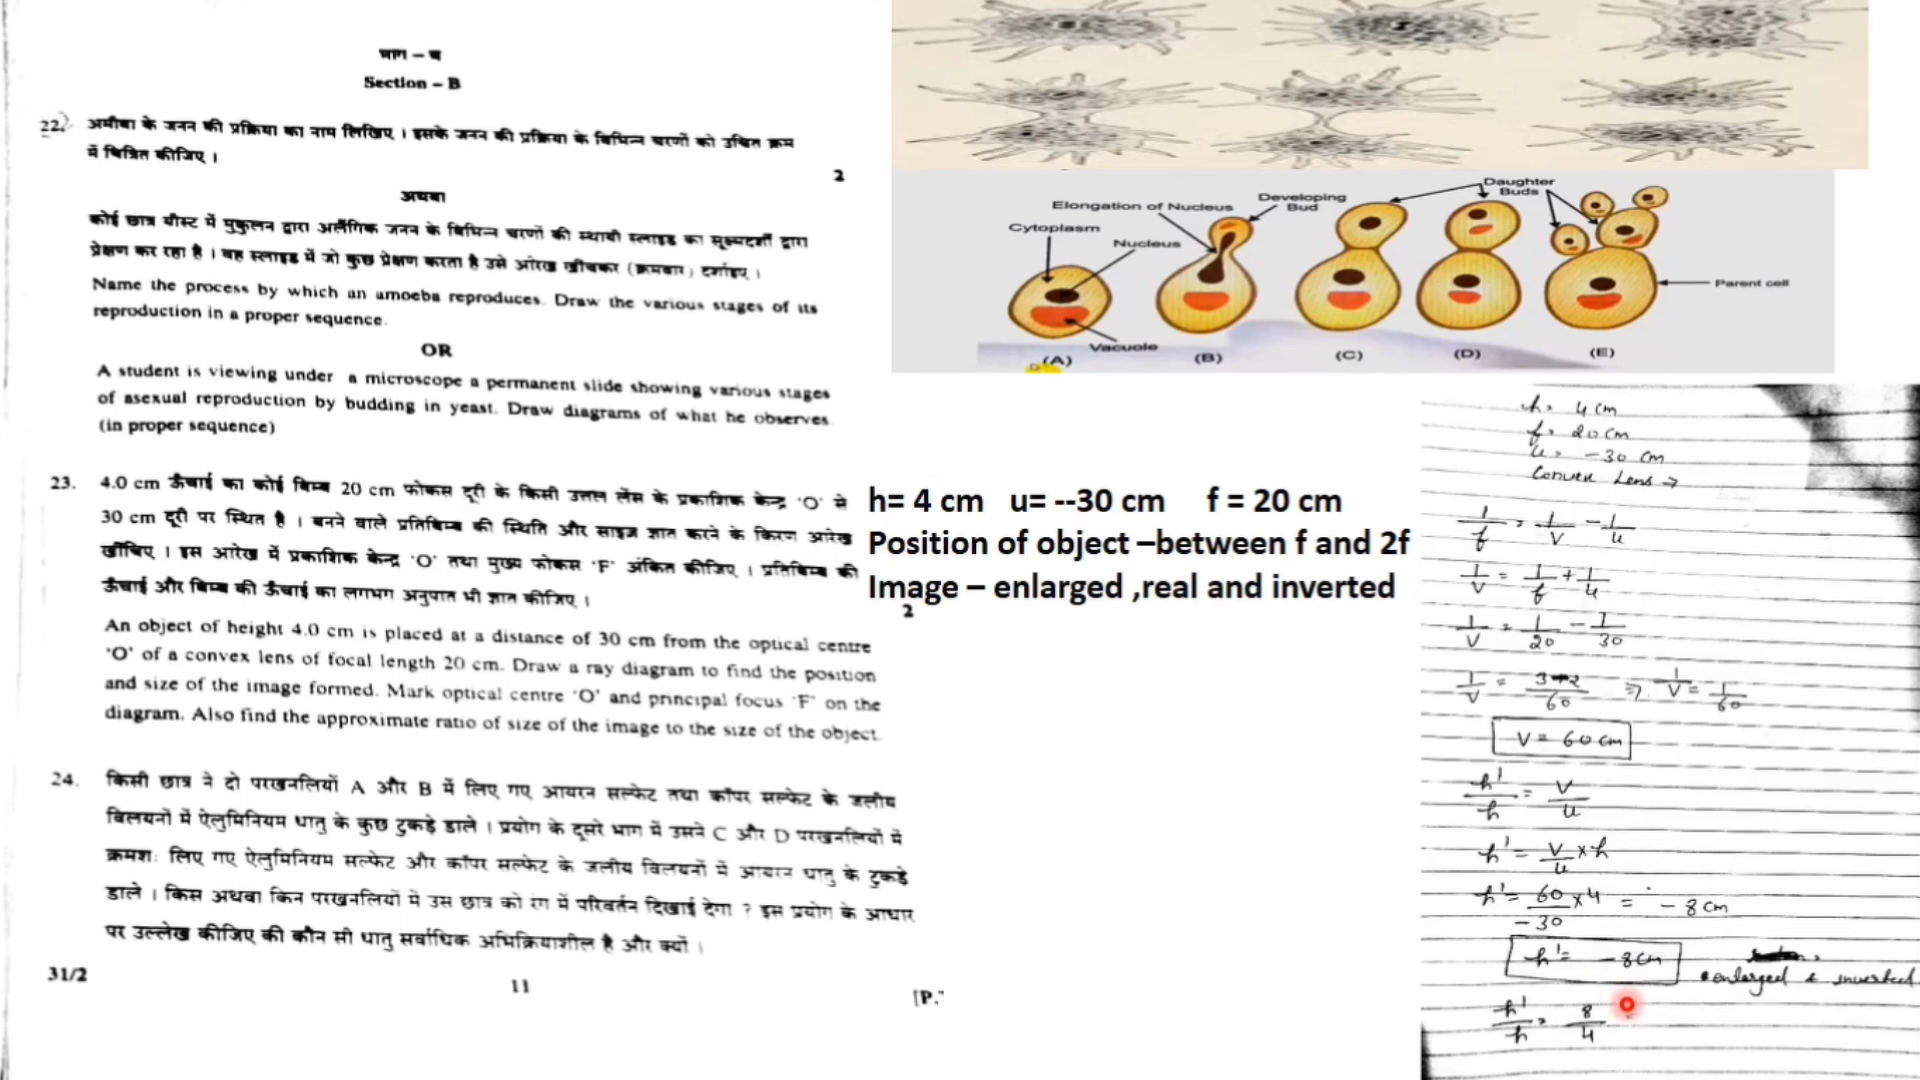 भाग – ब
Section – B
22. अमीबा के जनन की प्रक्रिया का नाम लिखिए । इसके जनन की प्रक्रिया के विभिन्न चरणों को उचित क्रम
में चित्रित कीजिए ।
2
अथवा
कोई छात्र यीस्ट में मुकुलन द्वारा अलैंगिक जनन के विभिन्न चरणों की स्थायी स्लाइड का सूक्ष्मदर्शी द्वारा
प्रेक्षण कर रहा है । वह स्लाइड में जो कुछ प्रेक्षण करता है उसे आरेख खींचकर (क्रमवार) दर्शाइए ।
Name the process by which an amoeba reproduces. Draw the various stages of its
reproduction in a proper sequence.
OR
A student is viewing under a microscope a permanent slide showing various stages
of asexual reproduction by budding in yeast. Draw diagrams of what he observes.
(in proper sequence)
23. 4.0 cm ऊँचाई का कोई बिम्ब 20 cm फोकस दूरी के किसी उत्तल लेंस के प्रकाशिक केन्द्र 'O' से
30 cm दूरी पर स्थित है । बनने वाले प्रतिबिम्ब की स्थिति और साइज़ ज्ञात करने के किरण आरेख
खींचिए । इस आरेख में प्रकाशिक केन्द्र 'O' तथा मुख्य फोकस 'F' अंकित कीजिए । प्रतिबिम्ब की
ऊँचाई और बिम्ब की ऊँचाई का लगभग अनुपात भी ज्ञात कीजिए ।
2
An object of height 4.0 cm is placed at a distance of 30 cm from the optical centre
'O' of a convex lens of focal length 20 cm. Draw a ray diagram to find the position
and size of the image formed. Mark optical centre 'O' and principal focus 'F' on the
diagram. Also find the approximate ratio of size of the image to the size of the object.
24. किसी छात्र ने दो परखनलियों A और B में लिए गए आयरन सल्फेट तथा कॉपर सल्फेट के जलीय
विलयनों में ऐलुमिनियम धातु के कुछ टुकड़े डाले । प्रयोग के दूसरे भाग में उसने C और D परखनलियों में
क्रमशः लिए गए ऐलुमिनियम सल्फेट और कॉपर सल्फेट के जलीय विलयनों में आयरन धातु के टुकड़े
डाले । किस अथवा किन परखनलियों में उस छात्र को रंग में परिवर्तन दिखाई देगा ? इस प्रयोग के आधार
पर उल्लेख कीजिए की कौन सी धातु सर्वाधिक अभिक्रियाशील है और क्यों ।
31/2
11
[P.
Elongation of Nucleus
Developing
Bud
Daughter
Buds
Cytoplasm
Nucleus
Vacuole
Parent cell
(A) (B) (C) (D) (E)
h= 4 cm u= --30 cm f = 20 cm
Position of object –between f and 2f
Image – enlarged ,real and inverted
h = 4 cm
f = 20 cm
u = -30 cm
Convex Lens →
1/f = 1/v - 1/u
1/v = 1/f + 1/u
1/v = 1/20 - 1/30
1/v = 3-2/60 ⇒ 1/v = 1/60
v = 60 cm
h'/h = v/u
h' = v/u × h
h' = 60/-30 × 4 = - 8 cm
h' = - 8 cm
enlarged & inverted
h'/h = 8/4